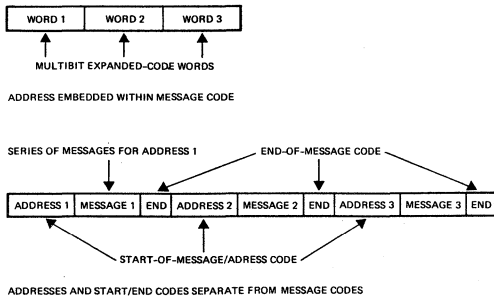 WORD 1 WORD 2 WORD 3
MULTIBIT EXPANDED-CODE WORDS
ADDRESS EMBEDDED WITHIN MESSAGE CODE
SERIES OF MESSAGES FOR ADDRESS 1 END-OF-MESSAGE CODE
ADDRESS 1 MESSAGE 1 END ADDRESS 2 MESSAGE 2 END ADDRESS 3 MESSAGE 3 END
START-OF-MESSAGE/ADRESS CODE
ADDRESSES AND START/END CODES SEPARATE FROM MESSAGE CODES